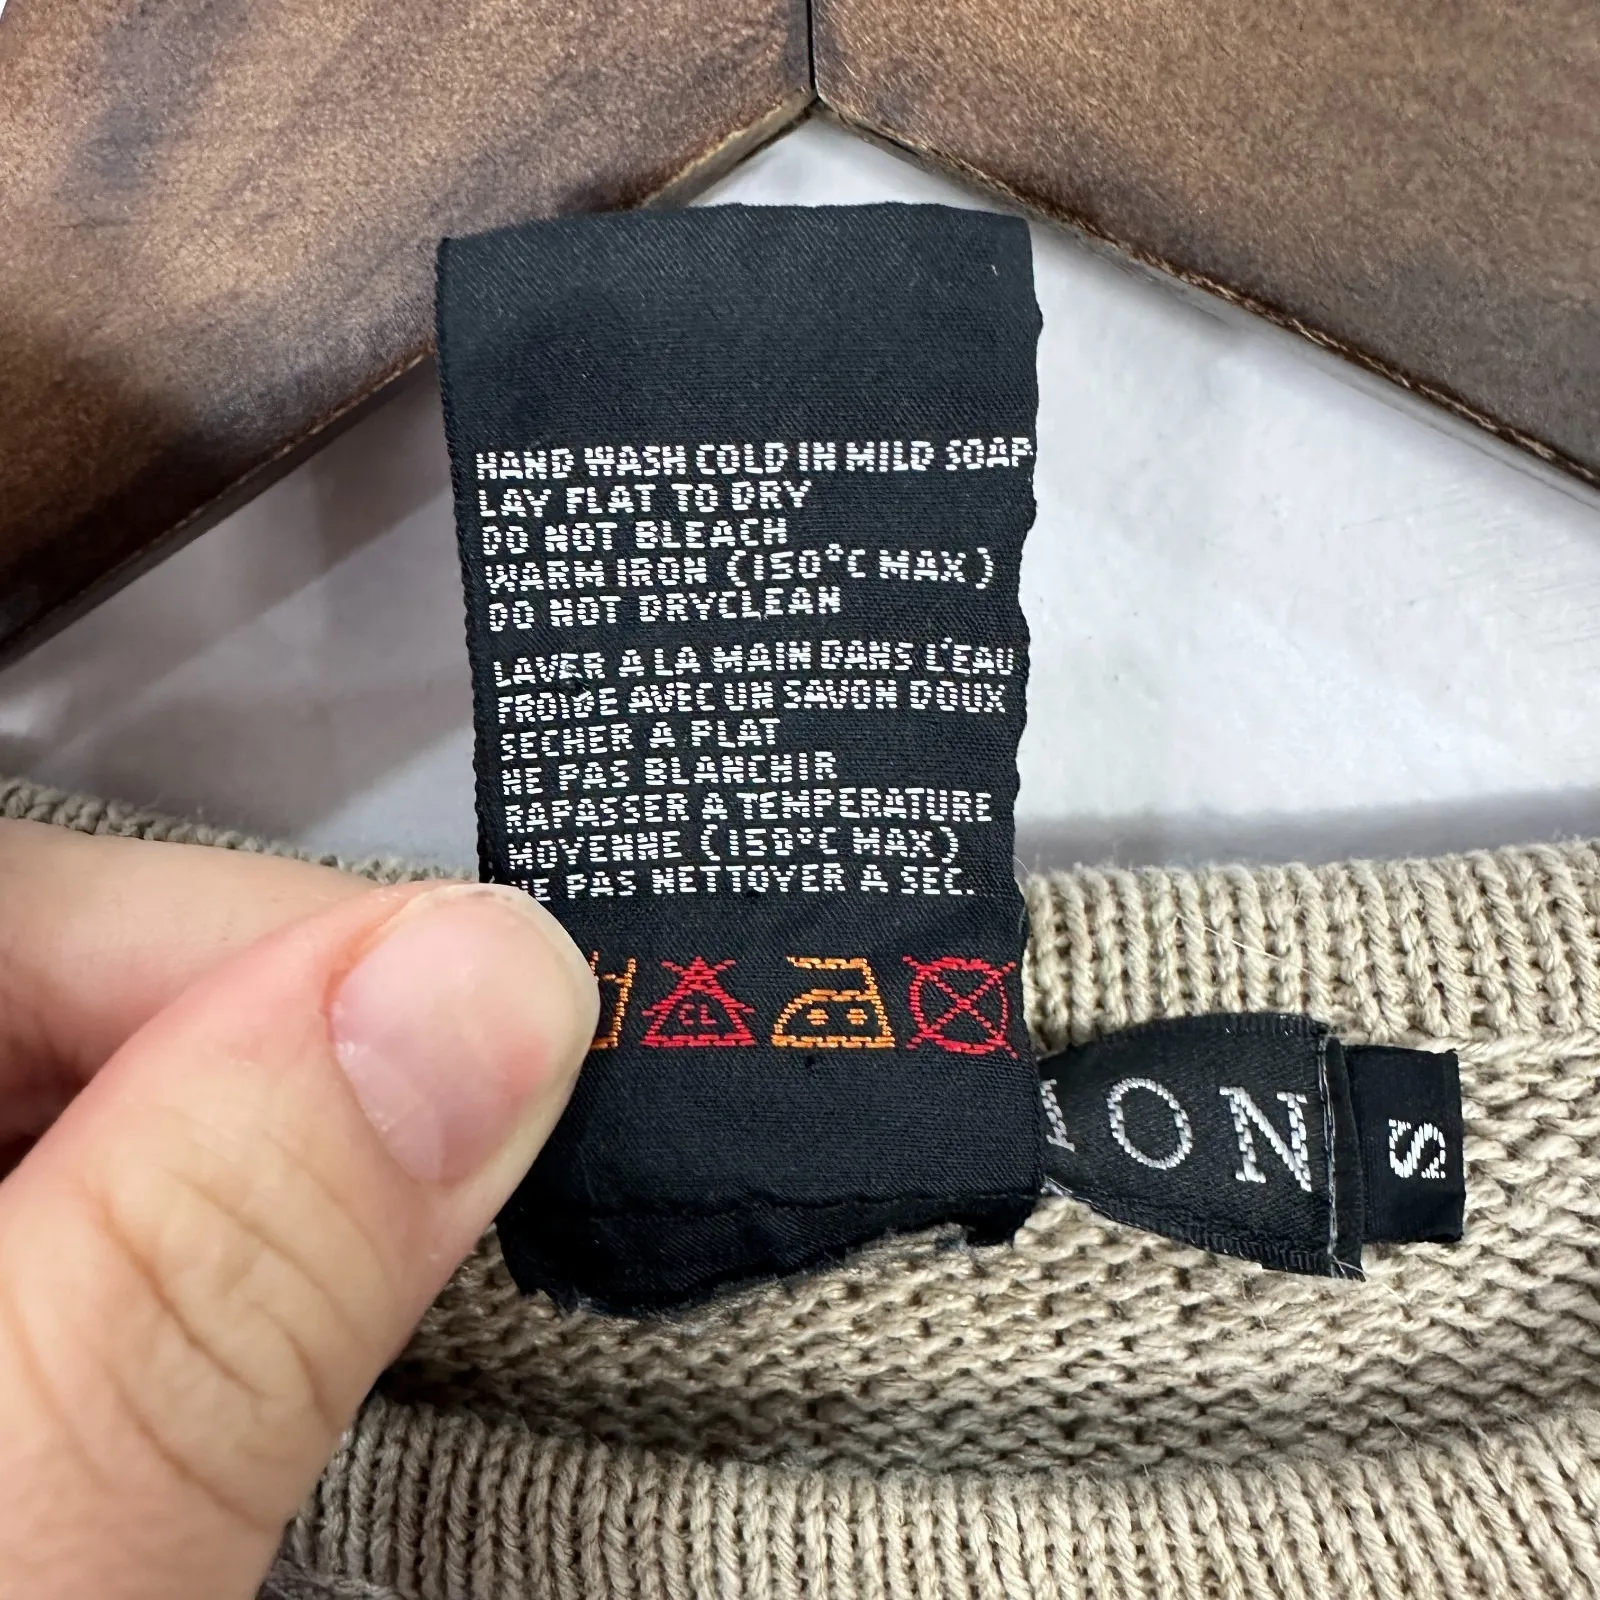 HAND WASH COLD IN MILD SOAP
LAY FLAT TO DRY
DO NOT BLEACH
WARM IRON (150°C MAX)
DO NOT DRYCLEAN
LAVER A LA MAIN DANS L'EAU
FROIDE AVEC UN SAVON DOUX
SECHER A PLAT
NE PAS BLANCHIR
RAPASSER A TEMPERATURE
MOYENNE (150°C MAX)
NE PAS NETTOYER A SEC.
CL
ON
S